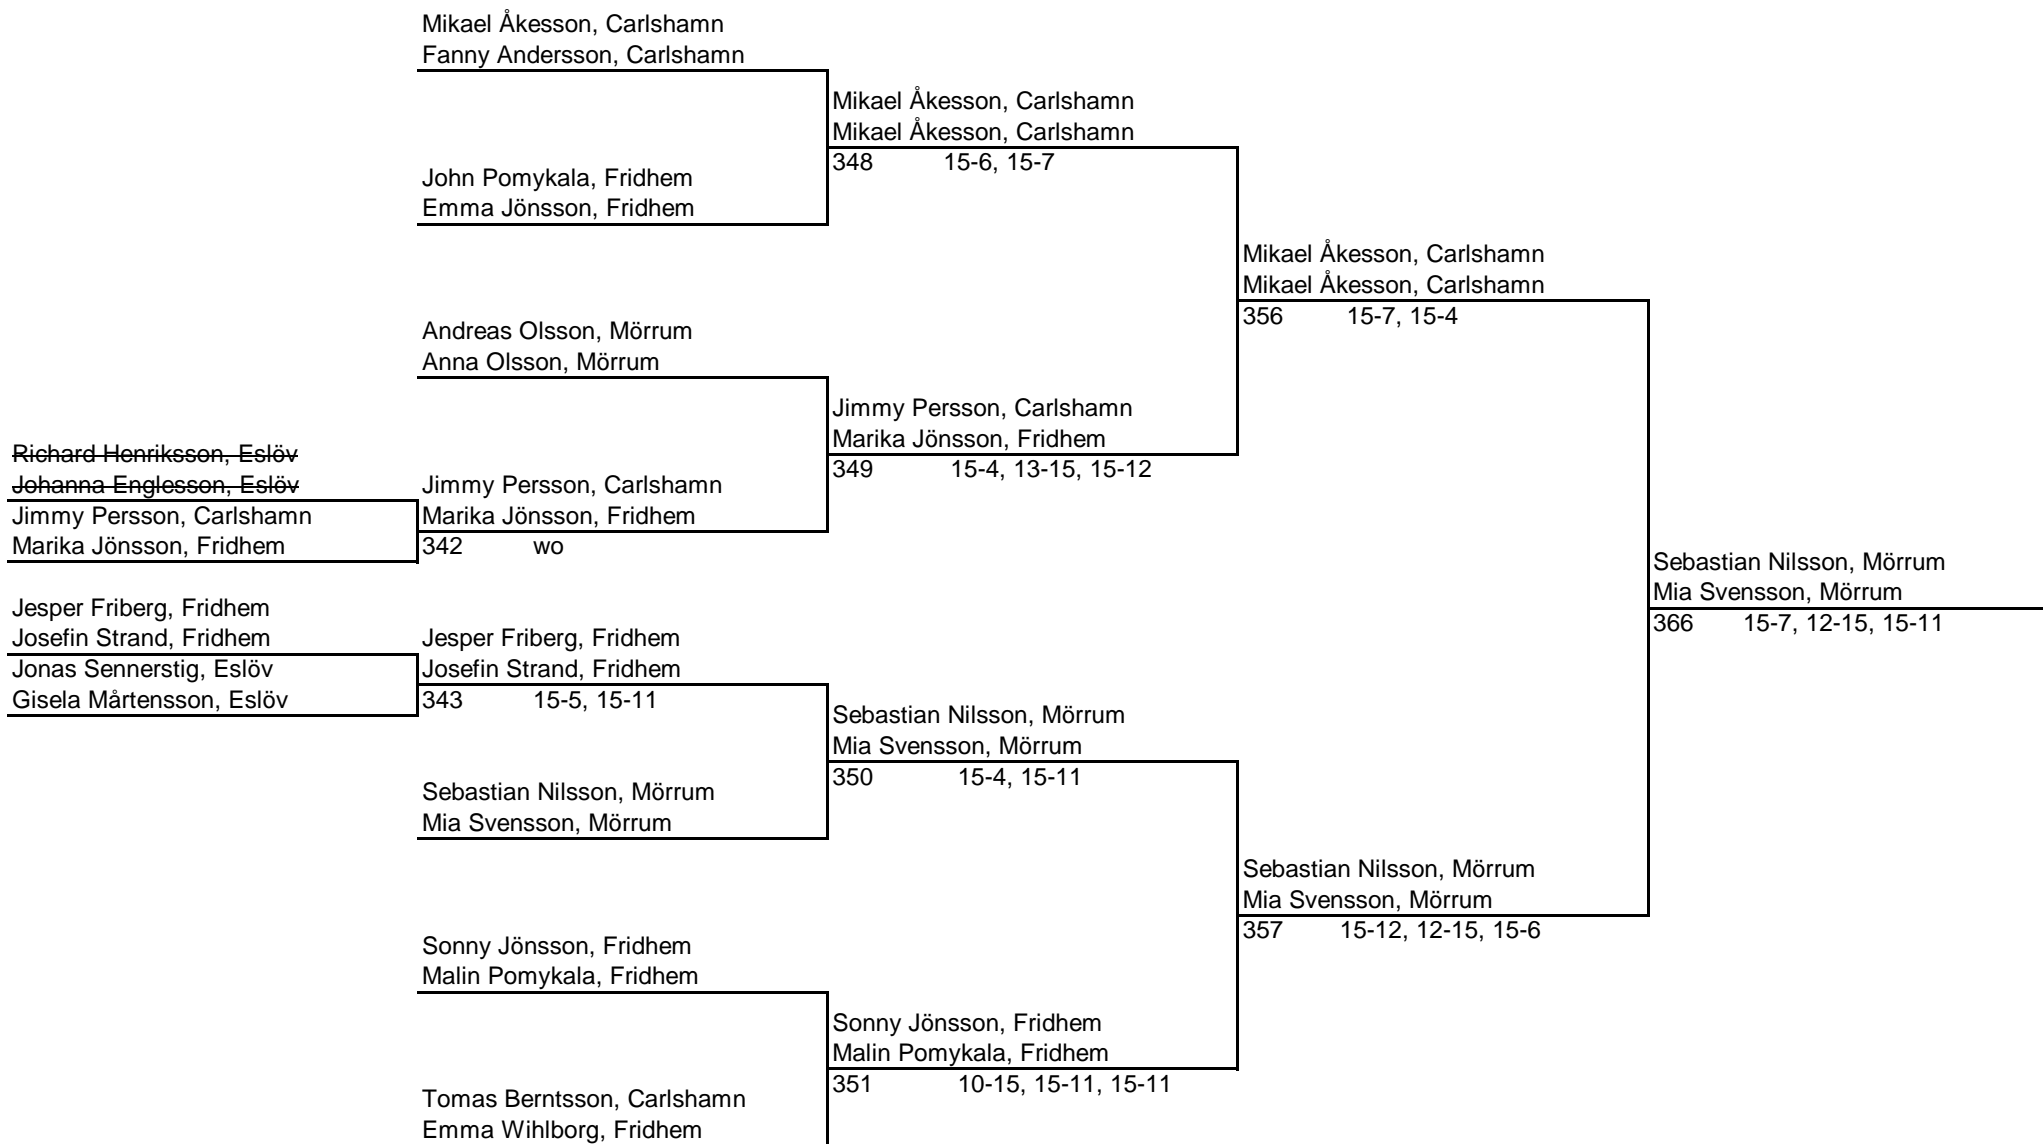 Mikael Åkesson, Carlshamn
Fanny Andersson, Carlshamn
Mikael Åkesson, Carlshamn
Mikael Åkesson, Carlshamn
348 15-6, 15-7
John Pomykala, Fridhem
Emma Jönsson, Fridhem
Mikael Åkesson, Carlshamn
Mikael Åkesson, Carlshamn
356 15-7, 15-4
Andreas Olsson, Mörrum
Anna Olsson, Mörrum
Jimmy Persson, Carlshamn
Marika Jönsson, Fridhem
349 15-4, 13-15, 15-12
Richard Henriksson, Eslöv
Johanna Englesson, Eslöv
Jimmy Persson, Carlshamn
Marika Jönsson, Fridhem
Jimmy Persson, Carlshamn
Marika Jönsson, Fridhem
342 wo
Sebastian Nilsson, Mörrum
Mia Svensson, Mörrum
366 15-7, 12-15, 15-11
Jesper Friberg, Fridhem
Josefin Strand, Fridhem
Jonas Sennerstig, Eslöv
Gisela Mårtensson, Eslöv
Jesper Friberg, Fridhem
Josefin Strand, Fridhem
343 15-5, 15-11
Sebastian Nilsson, Mörrum
Mia Svensson, Mörrum
350 15-4, 15-11
Sebastian Nilsson, Mörrum
Mia Svensson, Mörrum
Sebastian Nilsson, Mörrum
Mia Svensson, Mörrum
357 15-12, 12-15, 15-6
Sonny Jönsson, Fridhem
Malin Pomykala, Fridhem
Sonny Jönsson, Fridhem
Malin Pomykala, Fridhem
351 10-15, 15-11, 15-11
Tomas Berntsson, Carlshamn
Emma Wihlborg, Fridhem